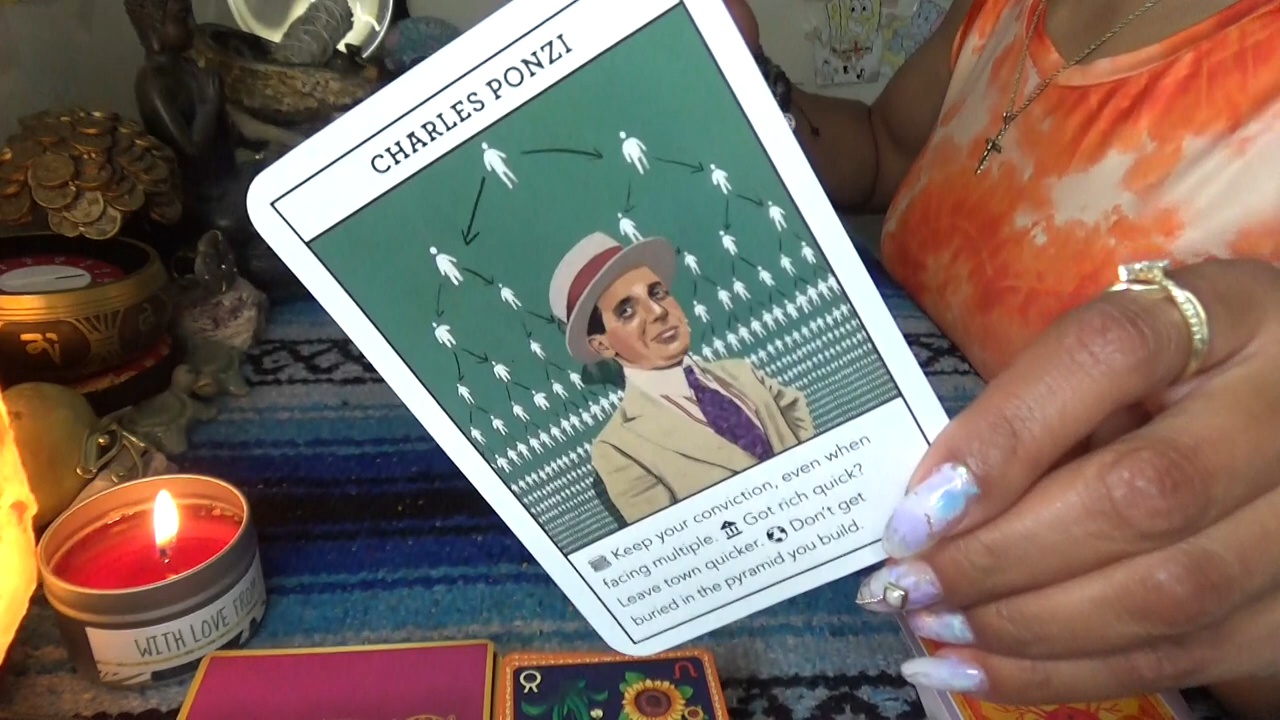 CHARLES PONZI
Keep your conviction, even when
facing multiple. Got rich quick?
Leave town quicker. Don't get
buried in the pyramid you build.
WITH LOVE FROM